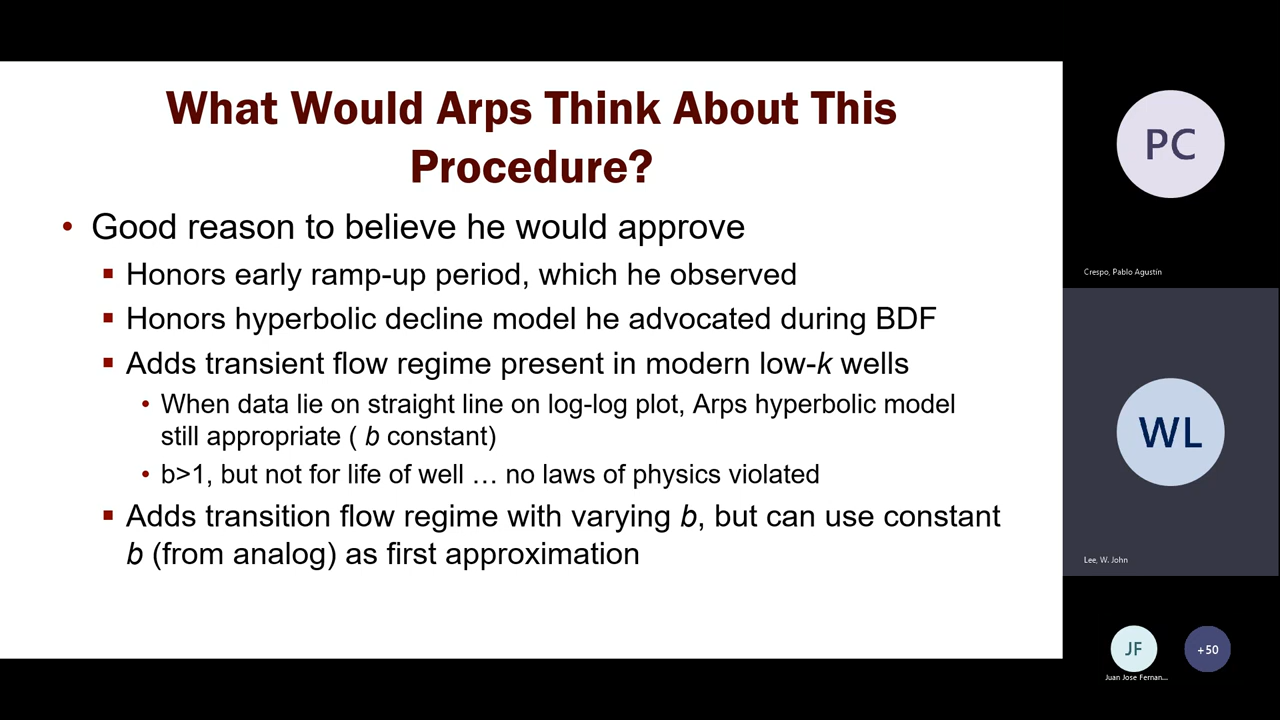 What Would Arps Think About This
Procedure?
• Good reason to believe he would approve
▪ Honors early ramp-up period, which he observed
▪ Honors hyperbolic decline model he advocated during BDF
▪ Adds transient flow regime present in modern low-k wells
• When data lie on straight line on log-log plot, Arps hyperbolic model
still appropriate ( b constant)
• b>1, but not for life of well … no laws of physics violated
▪ Adds transition flow regime with varying b, but can use constant
b (from analog) as first approximation
PC
Crespo, Pablo Agustín
WL
Lee, W. John
JF
+50
Juan Jose Fernan...